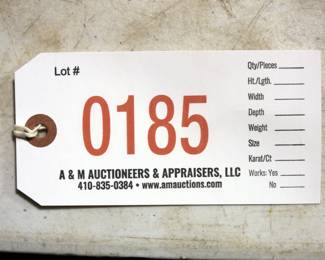 Lot #
0185
A & M AUCTIONEERS & APPRAISERS, LLC
410-835-0384 • www.amauctions.com
Qty/Pieces
Ht./Lgth.
Width
Depth
Weight
Size
Karat/Ct
Works: Yes
No